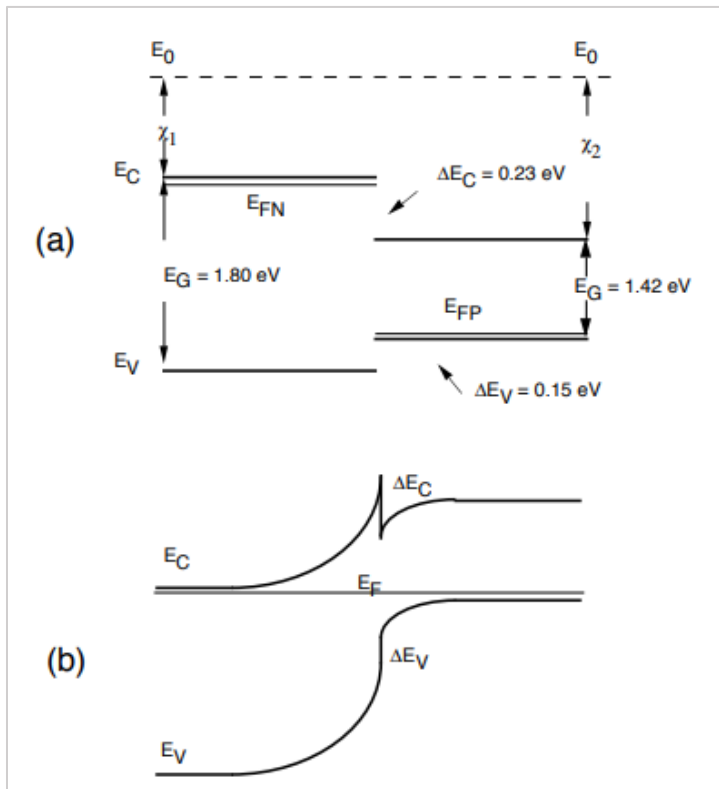 E0 E0
χ1 χ2
EC ΔEC = 0.23 eV
EFN
(a)
EG = 1.80 eV EG = 1.42 eV
EFP
EV
ΔEV = 0.15 eV
ΔEC
EC
EF
(b)
ΔEV
EV